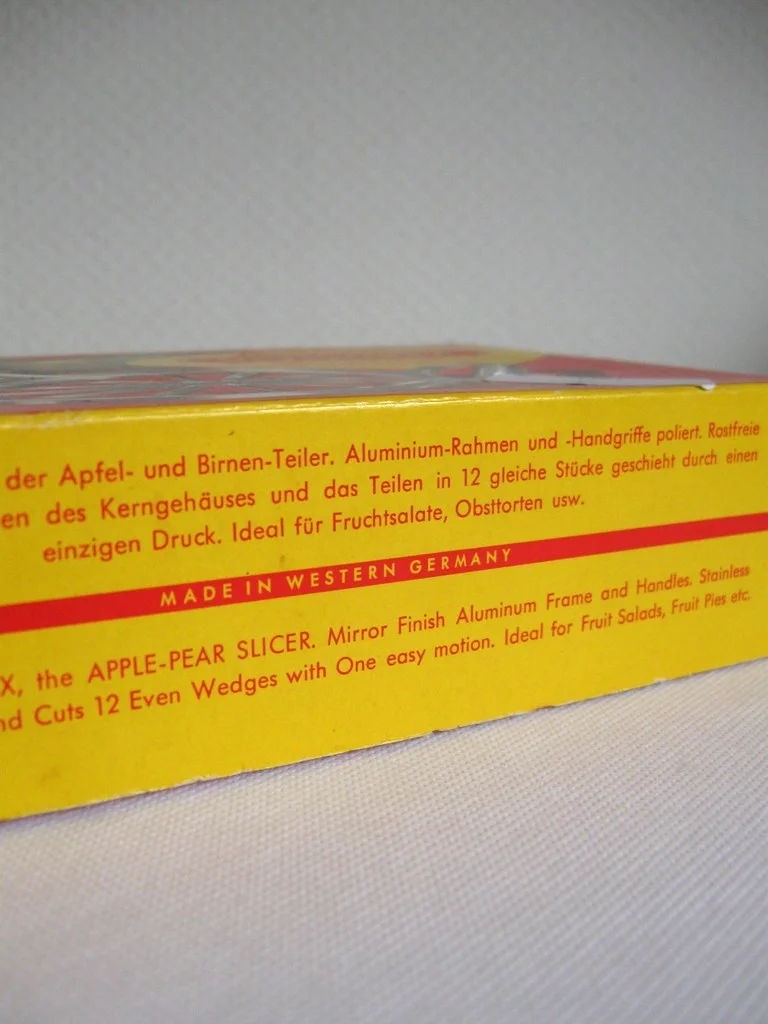 der Apfel- und Birnen-Teiler. Aluminium-Rahmen und -Handgriffe poliert. Rostfreie
en des Kerngehäuses und das Teilen in 12 gleiche Stücke geschieht durch einen
einzigen Druck. Ideal für Fruchtsalate, Obsttorten usw.
MADE IN WESTERN GERMANY
X, the APPLE-PEAR SLICER. Mirror Finish Aluminum Frame and Handles. Stainless
nd Cuts 12 Even Wedges with One easy motion. Ideal for Fruit Salads, Fruit Pies etc.